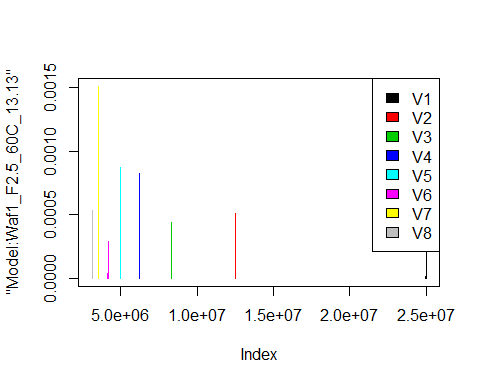 "Model:Waf1_F2.5_60C_13.13"
0.0015
0.0010
0.0005
0.0000
V1
V2
V3
V4
V5
V6
V7
V8
5.0e+06 1.0e+07 1.5e+07 2.0e+07 2.5e+07
Index